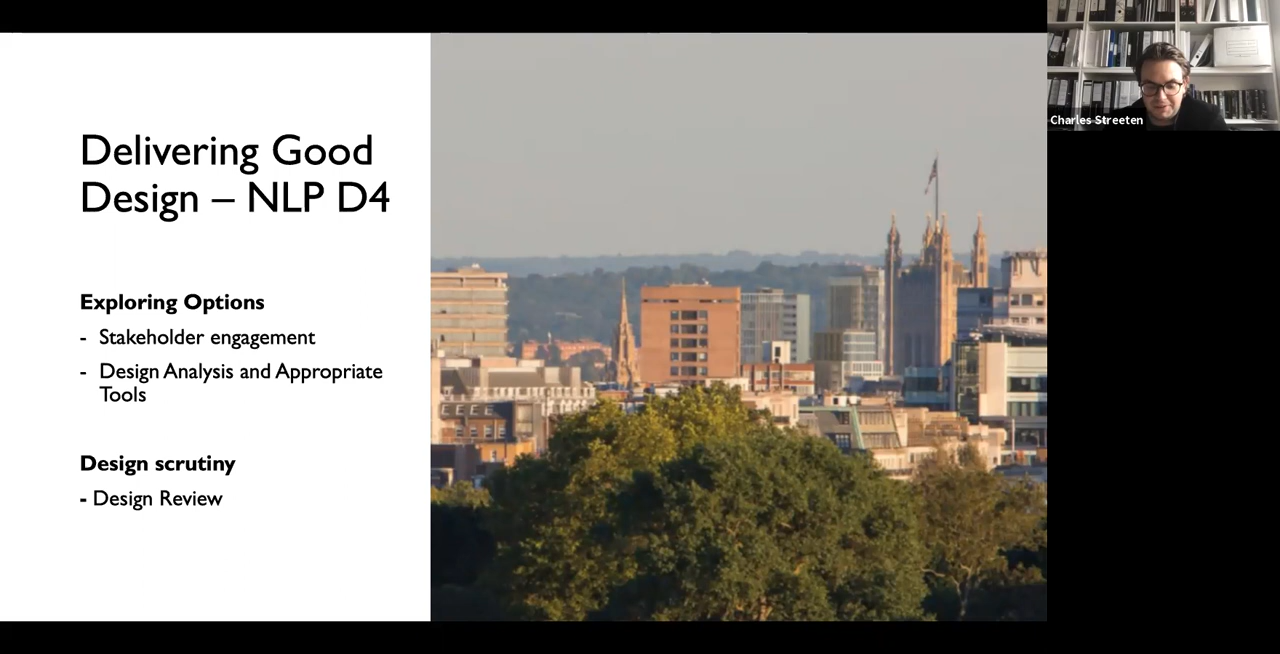 Delivering Good
Design – NLP D4
Exploring Options
- Stakeholder engagement
- Design Analysis and Appropriate
Tools
Design scrutiny
- Design Review
Charles Streeten